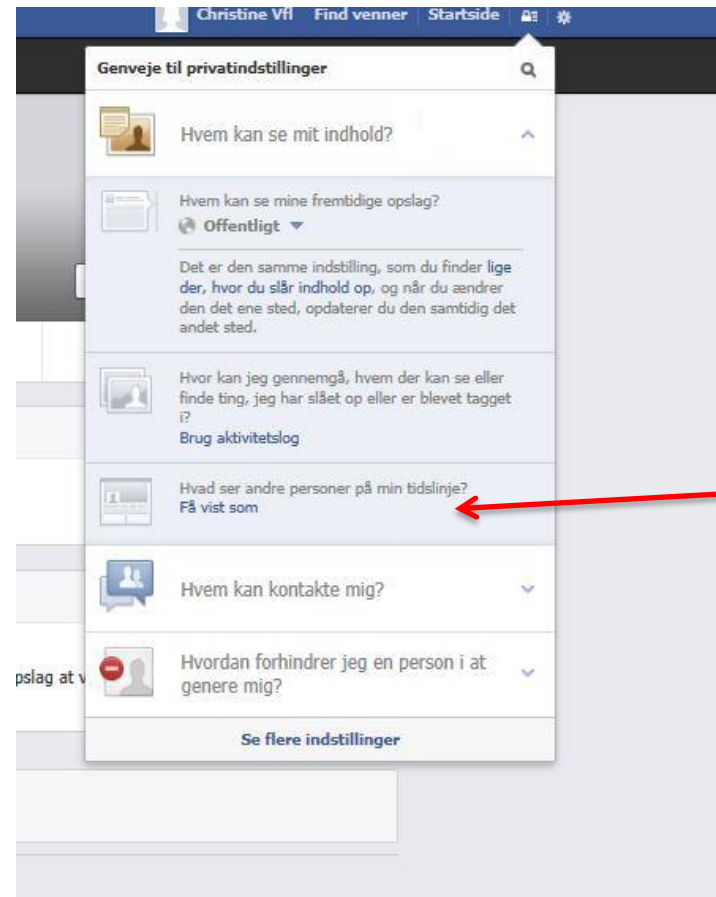 Christine Vfl Find venner Startside
Genveje til privatindstillinger
Hvem kan se mit indhold?
Hvem kan se mine fremtidige opslag?
Offentligt
Det er den samme indstilling, som du finder lige
der, hvor du slår indhold op, og når du ændrer
den det ene sted, opdaterer du den samtidig det
andet sted.
Hvor kan jeg gennemgå, hvem der kan se eller
finde ting, jeg har slået op eller er blevet tagget
i?
Brug aktivitetslog
Hvad ser andre personer på min tidslinje?
Få vist som
Hvem kan kontakte mig?
Hvordan forhindrer jeg en person i at
genere mig?
pslag at v
Se flere indstillinger